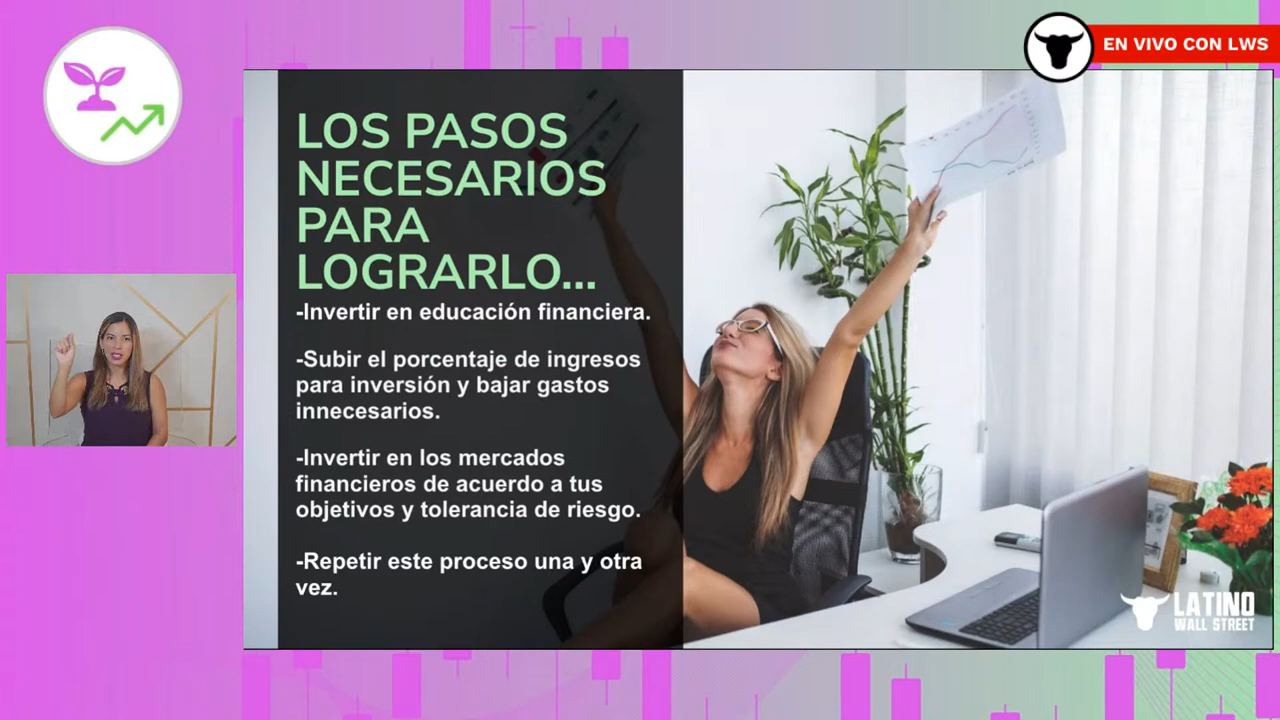 EN VIVO CON LWS
LOS PASOS
NECESARIOS
PARA
LOGRARLO...
-Invertir en educación financiera.
-Subir el porcentaje de ingresos
para inversión y bajar gastos
innecesarios.
-Invertir en los mercados
financieros de acuerdo a tus
objetivos y tolerancia de riesgo.
-Repetir este proceso una y otra
vez.
LATINO
WALL STREET